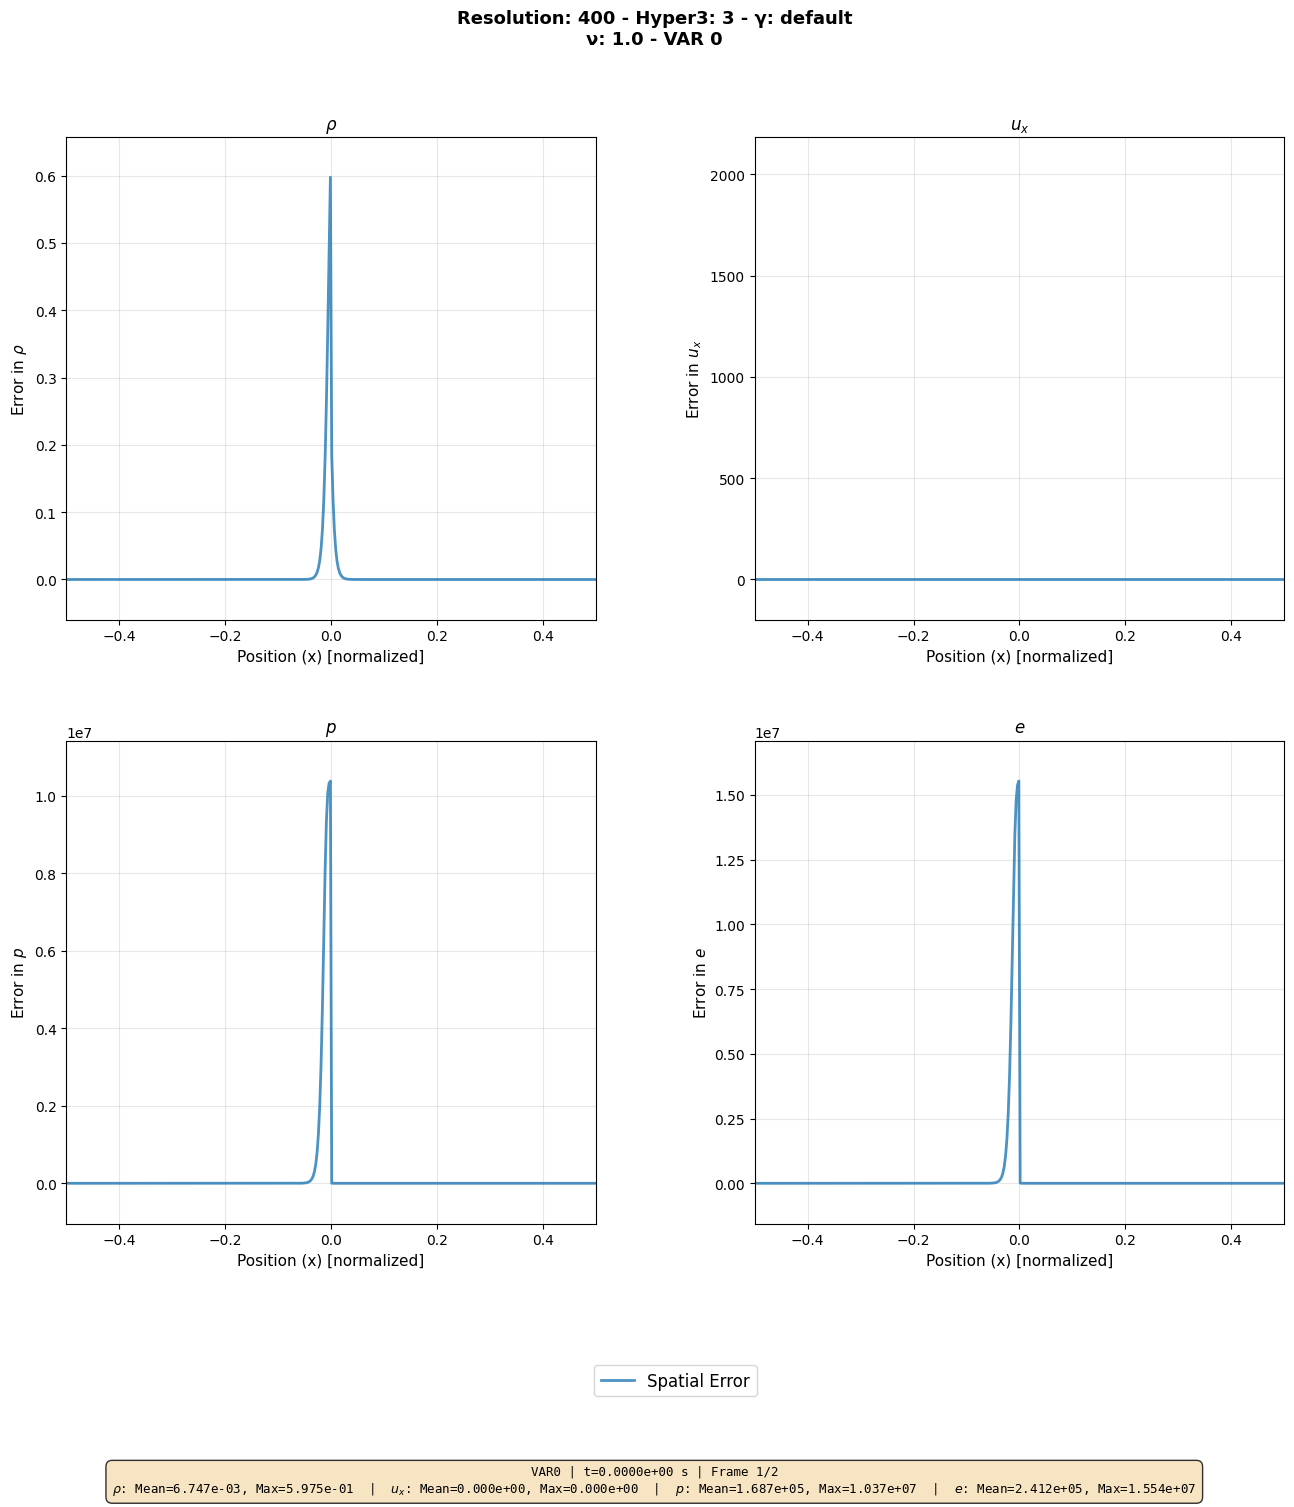 Resolution: 400 - Hyper3: 3 - γ: default
ν: 1.0 - VAR 0
ρ
0.6
0.5
0.4
0.3
0.2
0.1
0.0
Error in ρ
−0.4 −0.2 0.0 0.2 0.4
Position (x) [normalized]
u_x
2000
1500
1000
500
0
Error in u_x
−0.4 −0.2 0.0 0.2 0.4
Position (x) [normalized]
p
1e7
1.0
0.8
0.6
0.4
0.2
0.0
Error in p
−0.4 −0.2 0.0 0.2 0.4
Position (x) [normalized]
e
1e7
1.50
1.25
1.00
0.75
0.50
0.25
0.00
Error in e
−0.4 −0.2 0.0 0.2 0.4
Position (x) [normalized]
Spatial Error
VAR0 | t=0.0000e+00 s | Frame 1/2
ρ: Mean=6.747e-03, Max=5.975e-01 | u_x: Mean=0.000e+00, Max=0.000e+00 | p: Mean=1.687e+05, Max=1.037e+07 | e: Mean=2.412e+05, Max=1.554e+07